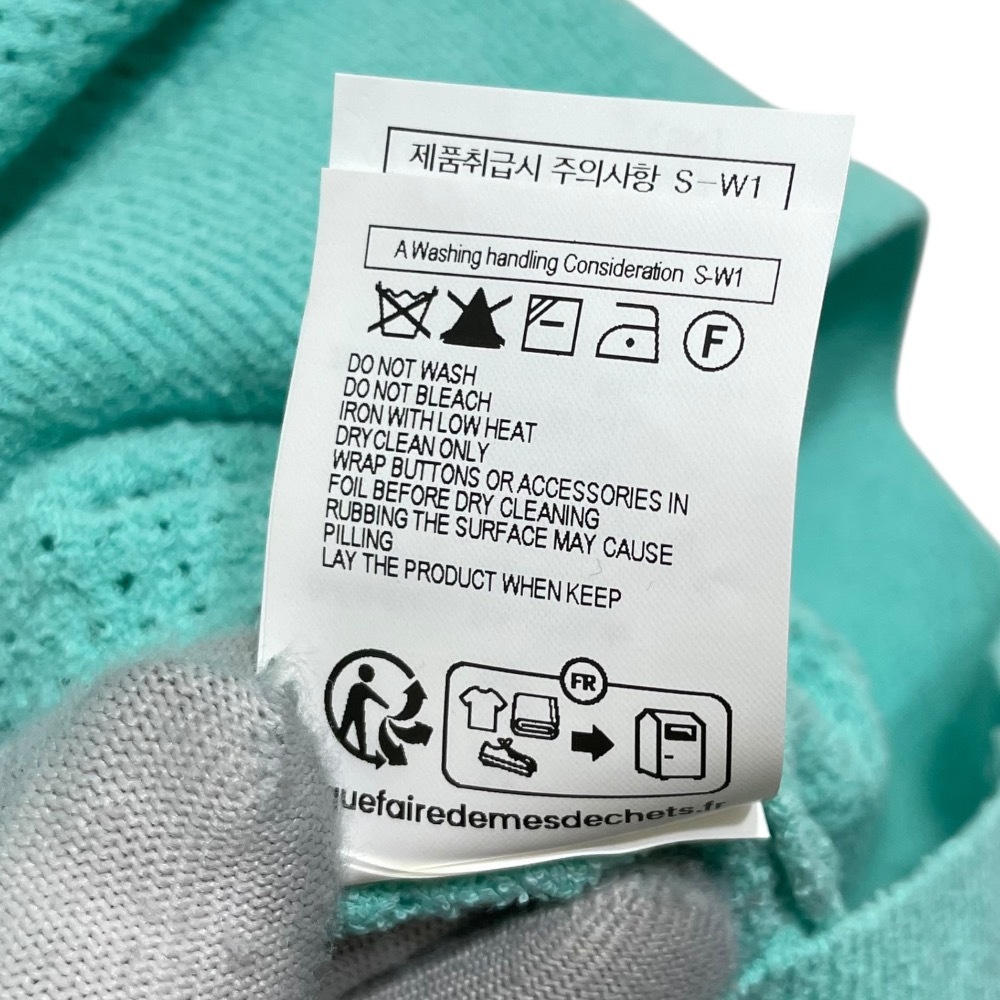 제품취급시 주의사항 S-W1
A Washing handling Consideration S-W1
F
DO NOT WASH
DO NOT BLEACH
IRON WITH LOW HEAT
DRYCLEAN ONLY
WRAP BUTTONS OR ACCESSORIES IN
FOIL BEFORE DRY CLEANING
RUBBING THE SURFACE MAY CAUSE
PILLING
LAY THE PRODUCT WHEN KEEP
FR
uefairedemesdechets.fr